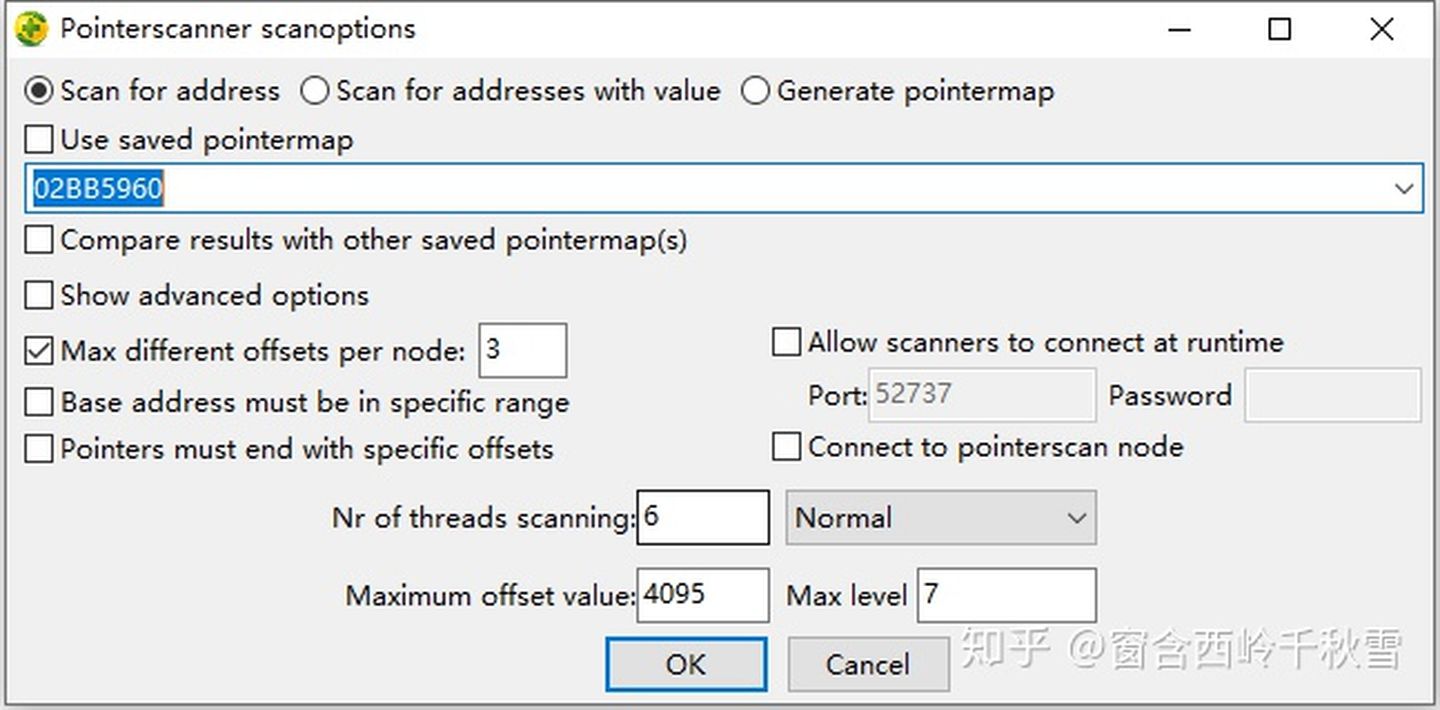 Pointerscanner scanoptions
Scan for address Scan for addresses with value Generate pointermap
Use saved pointermap
02BB5960
Compare results with other saved pointermap(s)
Show advanced options
Max different offsets per node: 3
Allow scanners to connect at runtime
Base address must be in specific range
Port: 52737 Password
Pointers must end with specific offsets
Connect to pointerscan node
Nr of threads scanning: 6 Normal
Maximum offset value: 4095 Max level 7
OK Cancel
知乎 @窗含西岭千秋雪